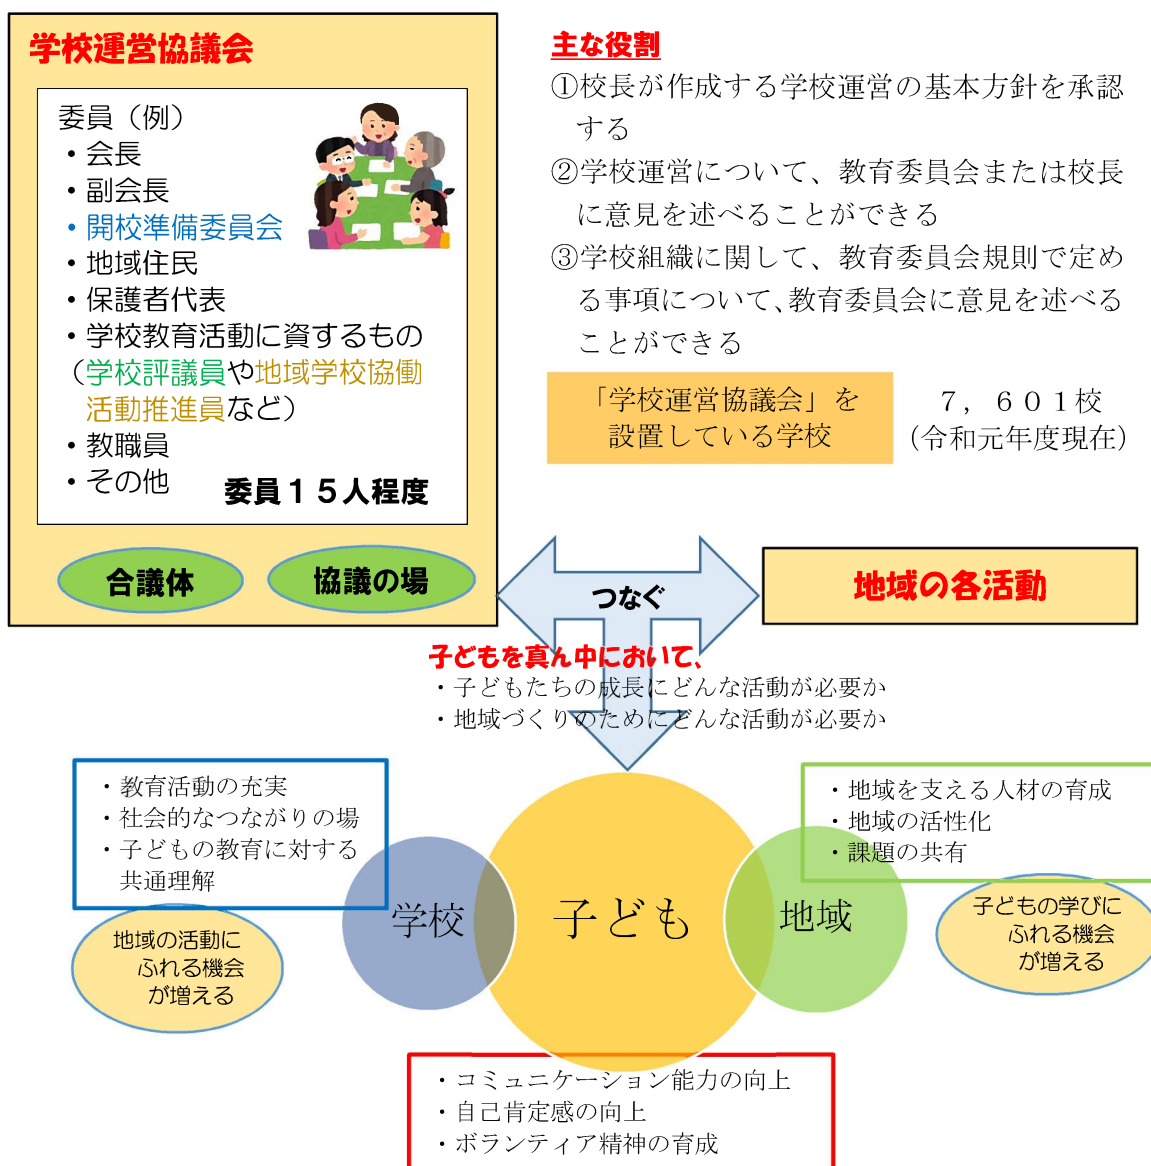 学校運営協議会
委員（例）
・会長
・副会長
・開校準備委員会
・地域住民
・保護者代表
・学校教育活動に資するもの
（学校評議員や地域学校協働
活動推進員など）
・教職員
・その他
委員１５人程度
合議体
協議の場
主な役割
①校長が作成する学校運営の基本方針を承認
する
②学校運営について、教育委員会または校長
に意見を述べることができる
③学校組織に関して、教育委員会規則で定め
る事項について、教育委員会に意見を述べる
ことができる
「学校運営協議会」を
設置している学校
７，６０１校
（令和元年度現在）
つなぐ
地域の各活動
子どもを真ん中において、
・子どもたちの成長にどんな活動が必要か
・地域づくりのためにどんな活動が必要か
・教育活動の充実
・社会的なつながりの場
・子どもの教育に対する
共通理解
地域の活動に
ふれる機会
が増える
学校
子ども
地域
・地域を支える人材の育成
・地域の活性化
・課題の共有
子どもの学びに
ふれる機会
が増える
・コミュニケーション能力の向上
・自己肯定感の向上
・ボランティア精神の育成